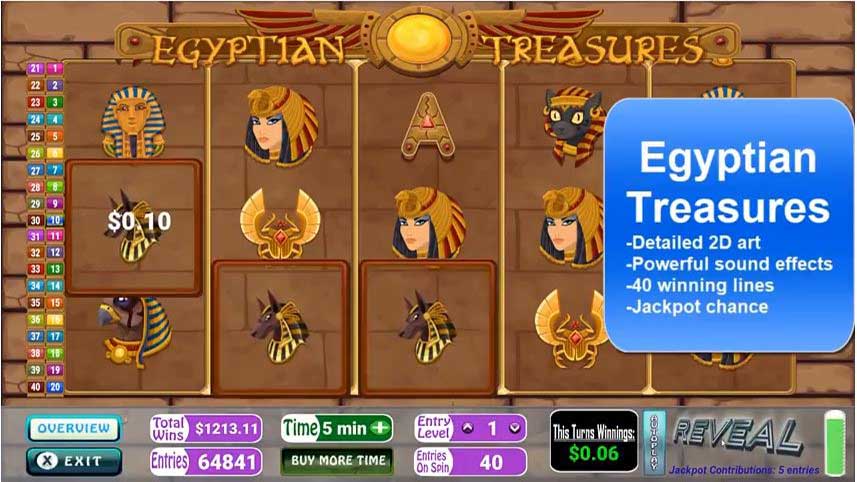 EGYPTIAN TREASURES
21 1
22 2
23 3
24 4
25 5
26 6
27 7
28 8
29 9
30 10
31 11
32 12
33 13
34 14
35 15
36 16
37 17
38 18
39 19
40 20
A
$0.10
Egyptian
Treasures
-Detailed 2D art
-Powerful sound effects
-40 winning lines
-Jackpot chance
OVERVIEW
X EXIT
Total
Wins
$1213.11
Entries 64841
Time 5 min +
BUY MORE TIME
Entry
Level
1
Entries
On Spin
40
This Turns Winnings:
$0.06
AUTOPLAY
REVEAL
Jackpot Contributions: 5 entries